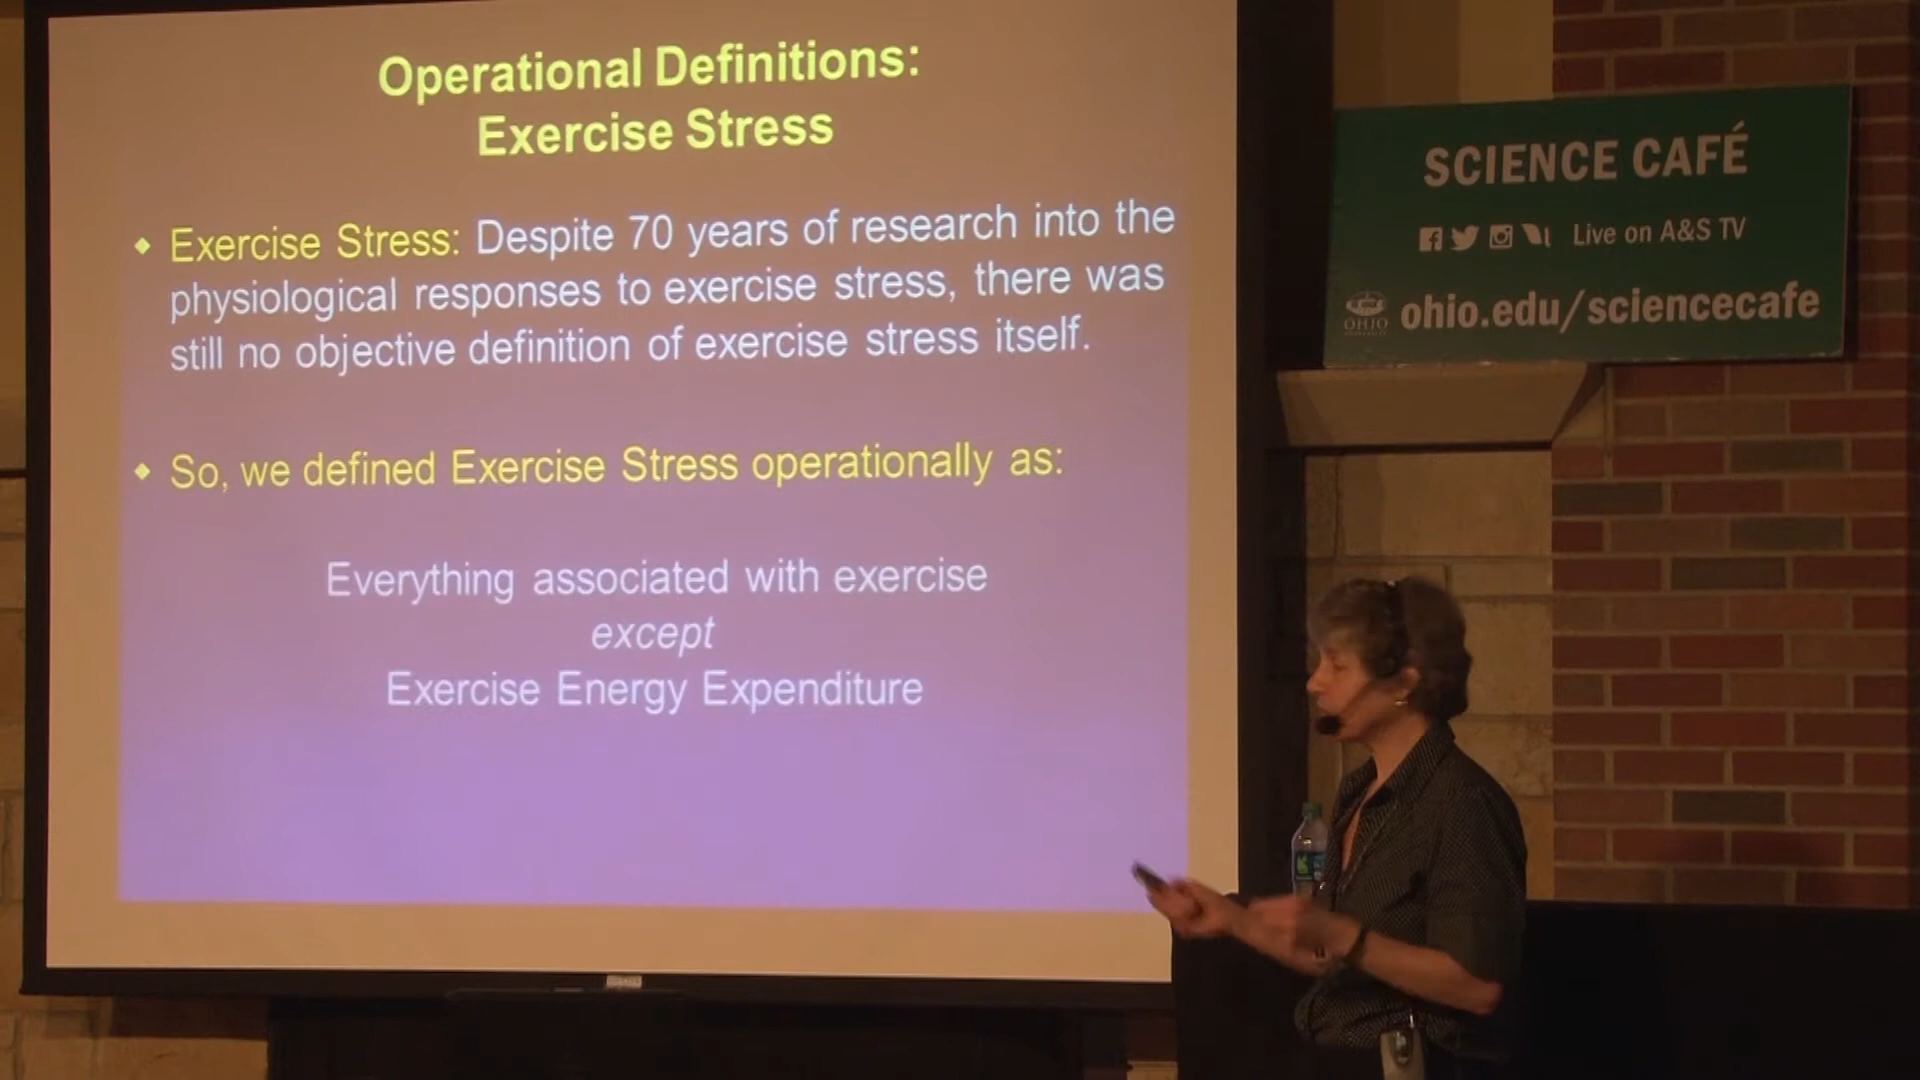 Operational Definitions:
Exercise Stress
Exercise Stress: Despite 70 years of research into the
physiological responses to exercise stress, there was
still no objective definition of exercise stress itself.
So, we defined Exercise Stress operationally as:
Everything associated with exercise
except
Exercise Energy Expenditure
SCIENCE CAFÉ
Live on A&S TV
OHIO
ohio.edu/sciencecafe